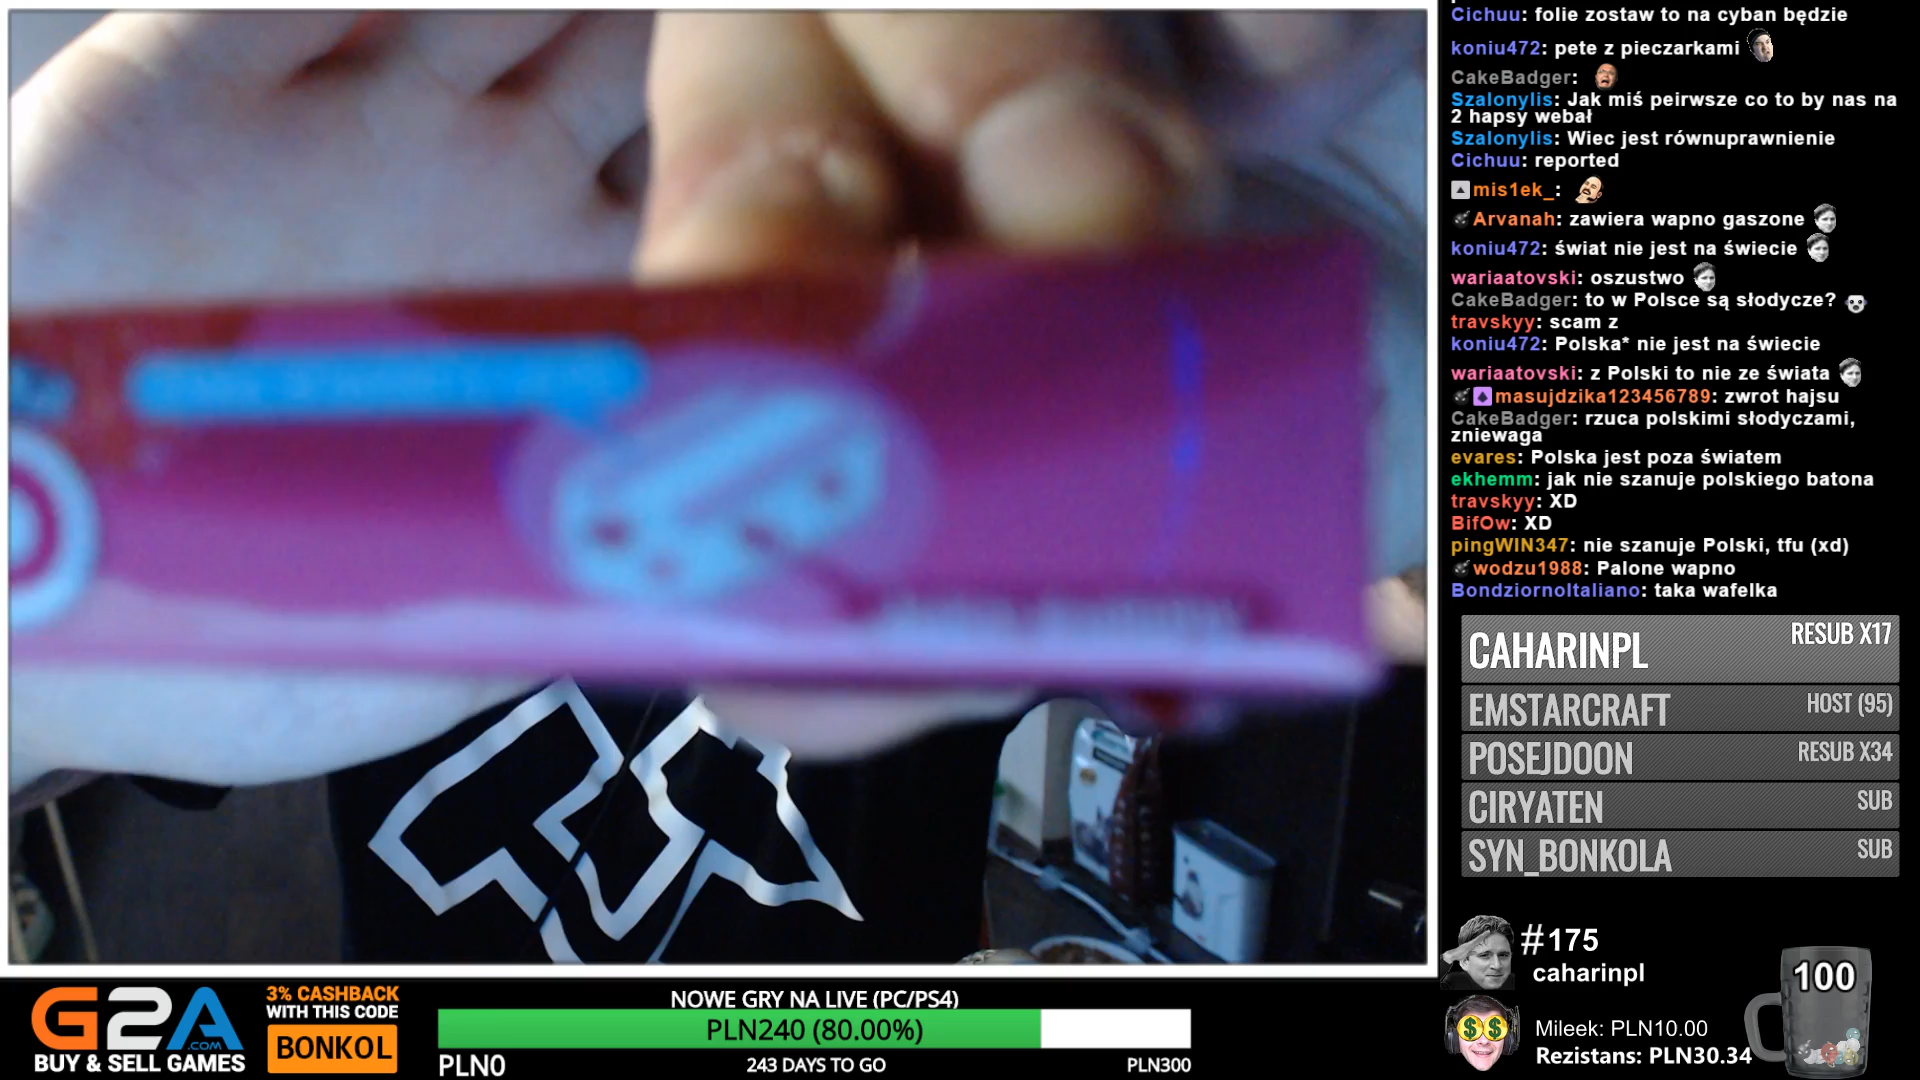 Cichuu: folie zostaw to na cyban będzie
koniu472: pete z pieczarkami
CakeBadger:
Szalonylis: Jak miś peirwsze co to by nas na
2 hapsy webał
Szalonylis: Wiec jest równuprawnienie
Cichuu: reported
mis1ek_:
Arvanah: zawiera wapno gaszone
koniu472: świat nie jest na świecie
wariaatovski: oszustwo
CakeBadger: to w Polsce są słodycze?
travskyy: scam z
koniu472: Polska* nie jest na świecie
wariaatovski: z Polski to nie ze świata
masujdzika123456789: zwrot hajsu
CakeBadger: rzuca polskimi słodyczami,
zniewaga
evares: Polska jest poza światem
ekhemm: jak nie szanuje polskiego batona
travskyy: XD
BifOw: XD
pingWIN347: nie szanuje Polski, tfu (xd)
wodzu1988: Palone wapno
BondziornoItaliano: taka wafelka
CAHARINPL RESUB X17
EMSTARCRAFT HOST (95)
POSEJDOON RESUB X34
CIRYATEN SUB
SYN_BONKOLA SUB
#175
caharinpl
100
Mileek: PLN10.00
Rezistans: PLN30.34
G2A
.COM
BUY & SELL GAMES
3% CASHBACK
WITH THIS CODE
BONKOL
NOWE GRY NA LIVE (PC/PS4)
PLN240 (80.00%)
PLN0
243 DAYS TO GO
PLN300